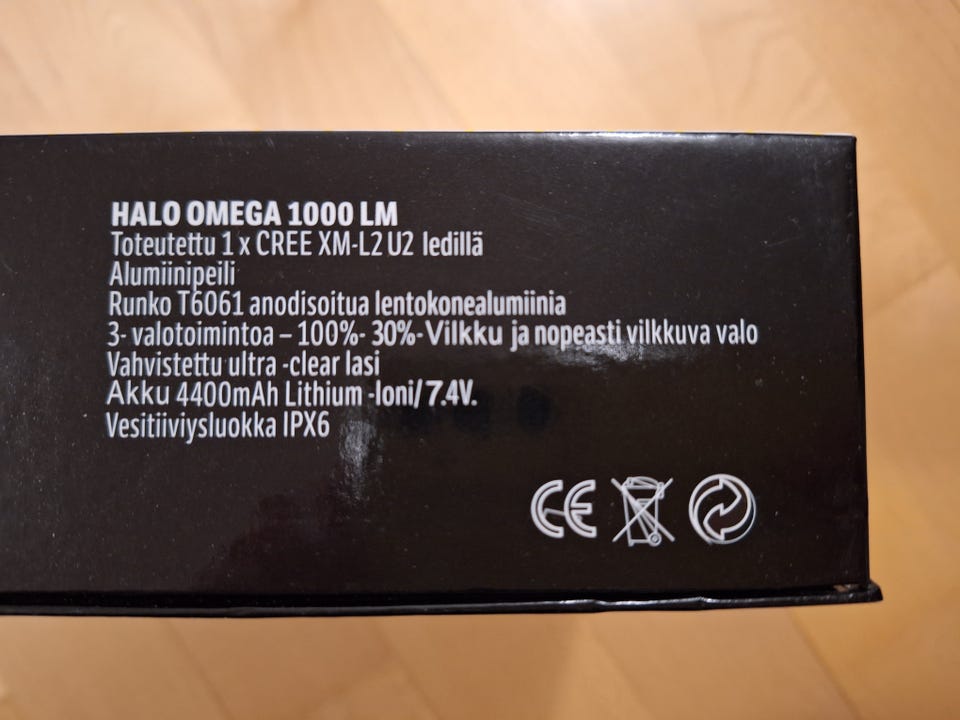 HALO OMEGA 1000 LM
Toteutettu 1 x CREE XM-L2 U2 ledillä
Alumiinipeili
Runko T6061 anodisoitua lentokonealumiinia
3- valotoimintoa – 100%- 30%- Vilkku ja nopeasti vilkkuva valo
Vahvistettu ultra -clear lasi
Akku 4400mAh Lithium -Ioni/ 7.4V.
Vesitiiviysluokka IPX6
CE